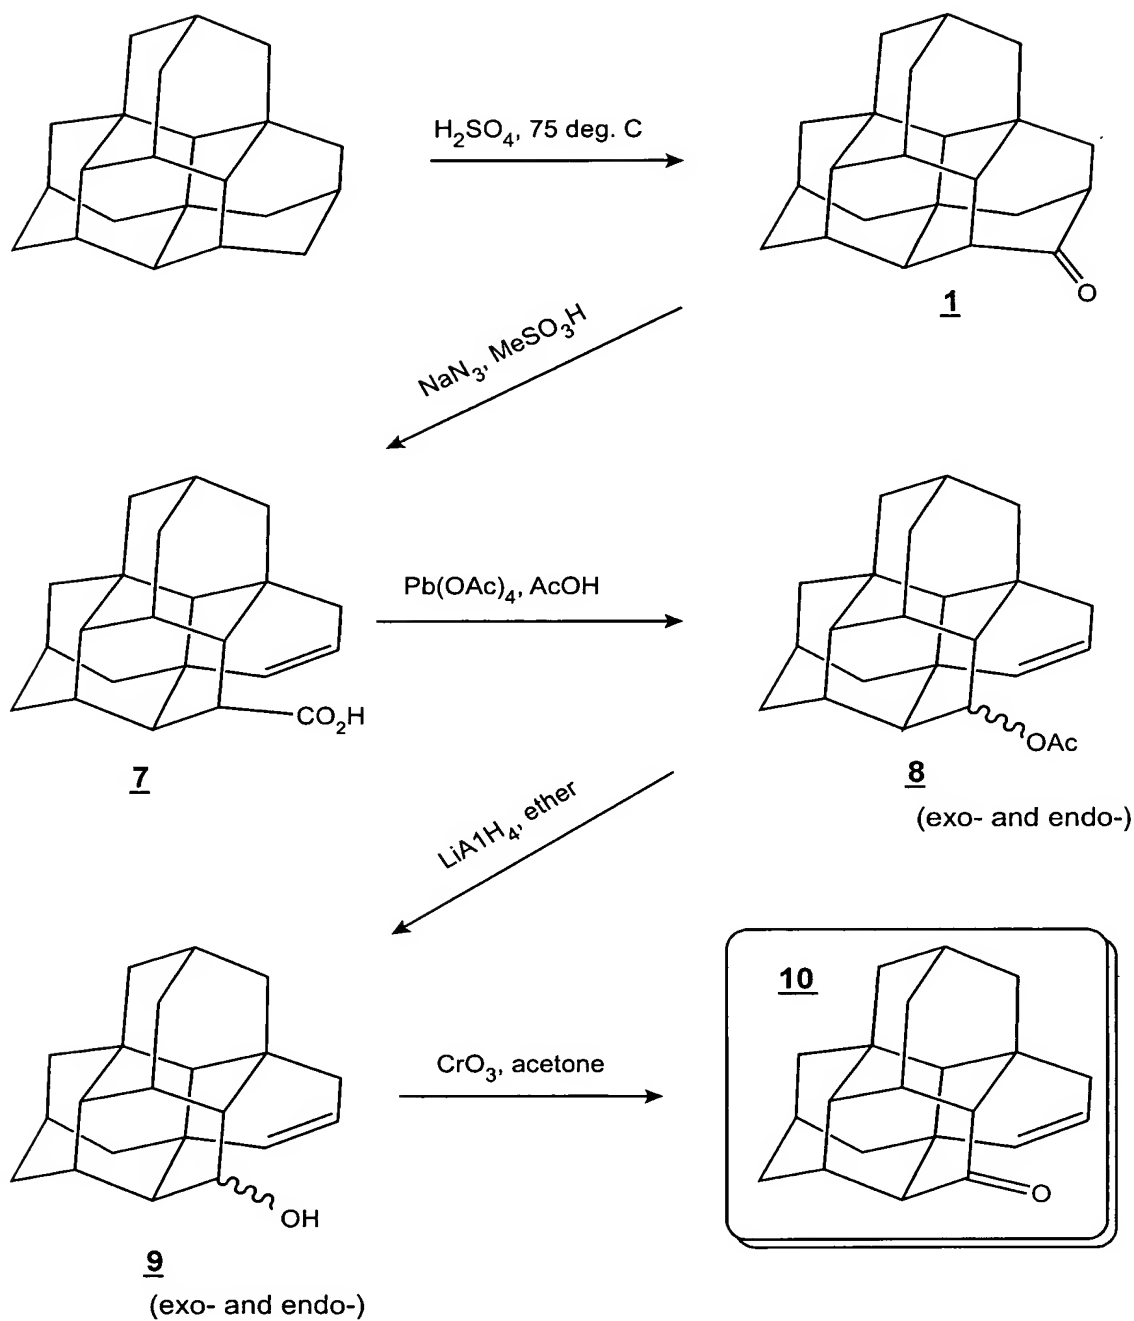 H₂SO₄, 75 deg. C
O
1
NaN₃, MeSO₃H
Pb(OAc)₄, AcOH
CO₂H
7
OAc
8
(exo- and endo-)
LiA1H₄, ether
10
CrO₃, acetone
O
OH
9
(exo- and endo-)